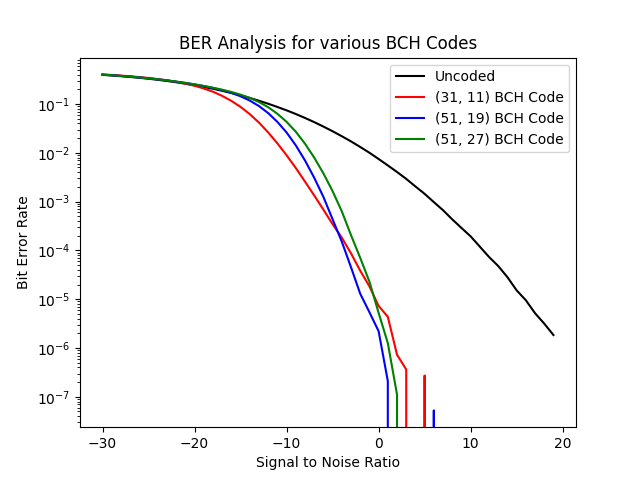 BER Analysis for various BCH Codes
Uncoded
(31, 11) BCH Code
(51, 19) BCH Code
(51, 27) BCH Code
Bit Error Rate
10⁻¹
10⁻²
10⁻³
10⁻⁴
10⁻⁵
10⁻⁶
10⁻⁷
−30 −20 −10 0 10 20
Signal to Noise Ratio